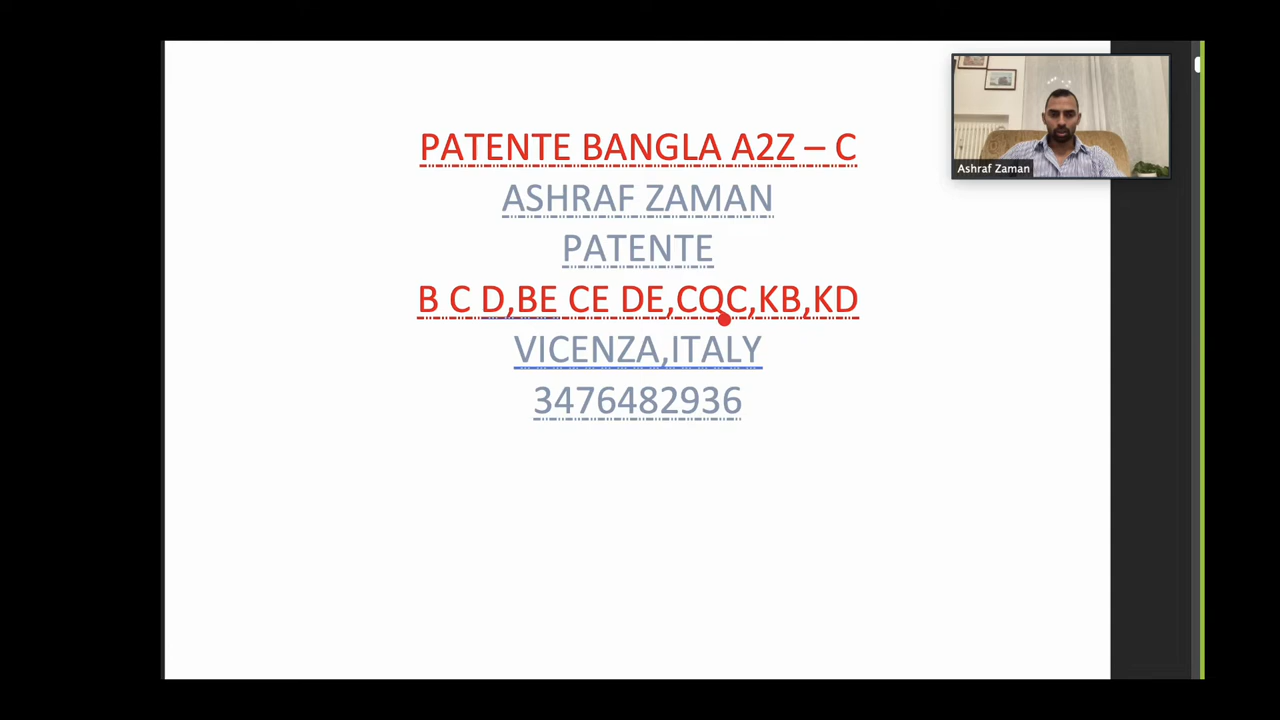 PATENTE BANGLA A2Z – C
ASHRAF ZAMAN
PATENTE
B C D,BE CE DE,CQC,KB,KD
VICENZA,ITALY
3476482936
Ashraf Zaman